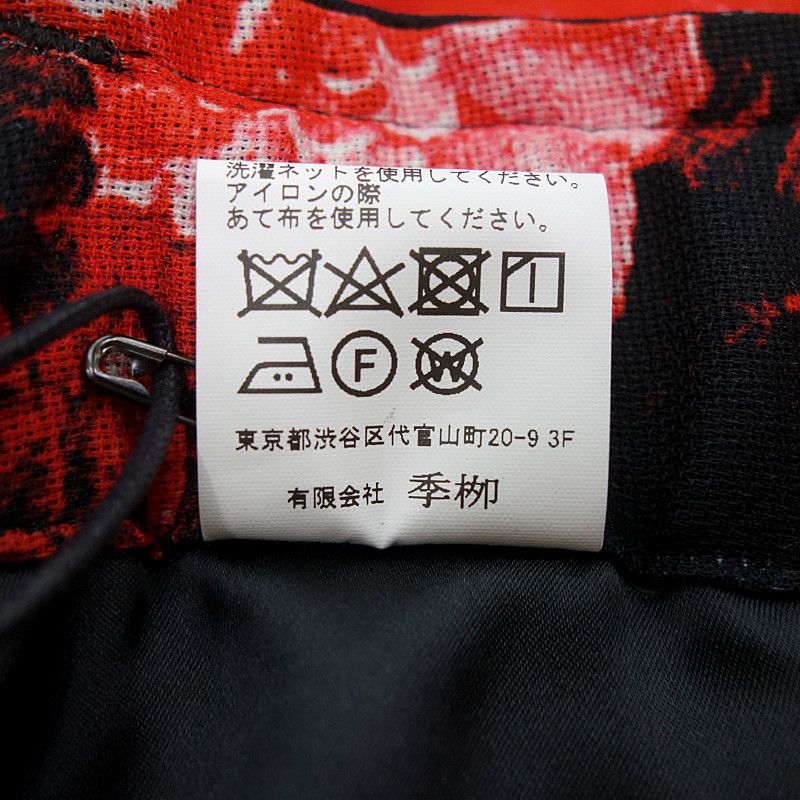 洗濯ネットを使用してください。
アイロンの際
あて布を使用してください。
F
W
東京都渋谷区代官山町20-9 3F
有限会社 季栁